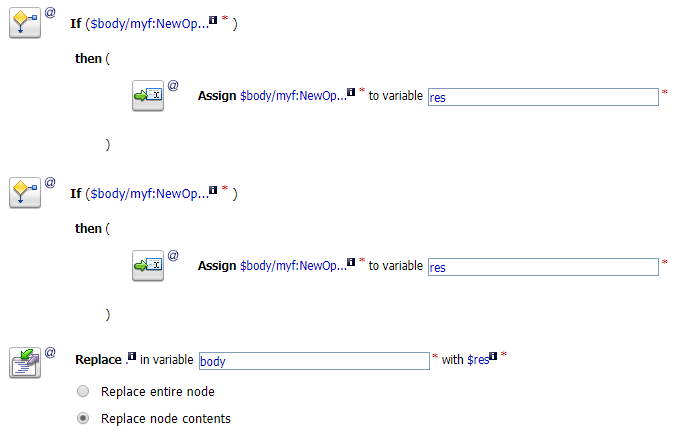 @ If ($body/myf:NewOp... i * )
then (
@ Assign $body/myf:NewOp... i * to variable res *
)
@ If ($body/myf:NewOp... i * )
then (
@ Assign $body/myf:NewOp... i * to variable res *
)
@ Replace . i in variable body * with $res i *
Replace entire node
Replace node contents